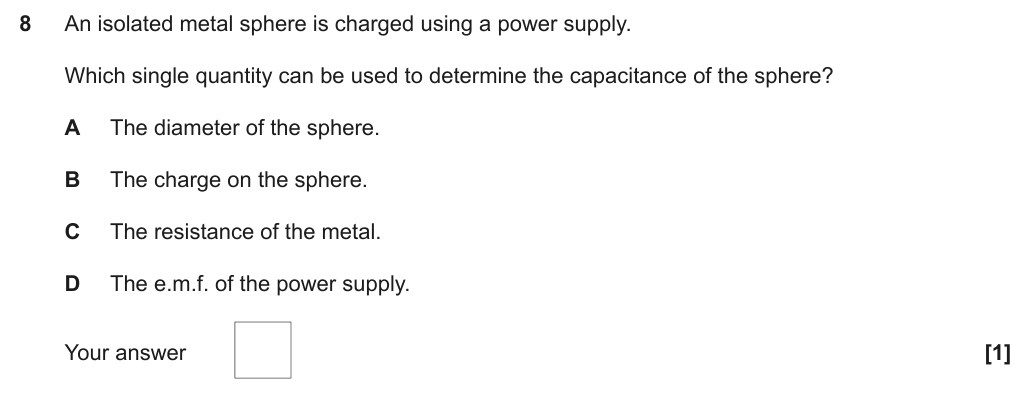 8 An isolated metal sphere is charged using a power supply.
Which single quantity can be used to determine the capacitance of the sphere?
A The diameter of the sphere.
B The charge on the sphere.
C The resistance of the metal.
D The e.m.f. of the power supply.
Your answer [1]